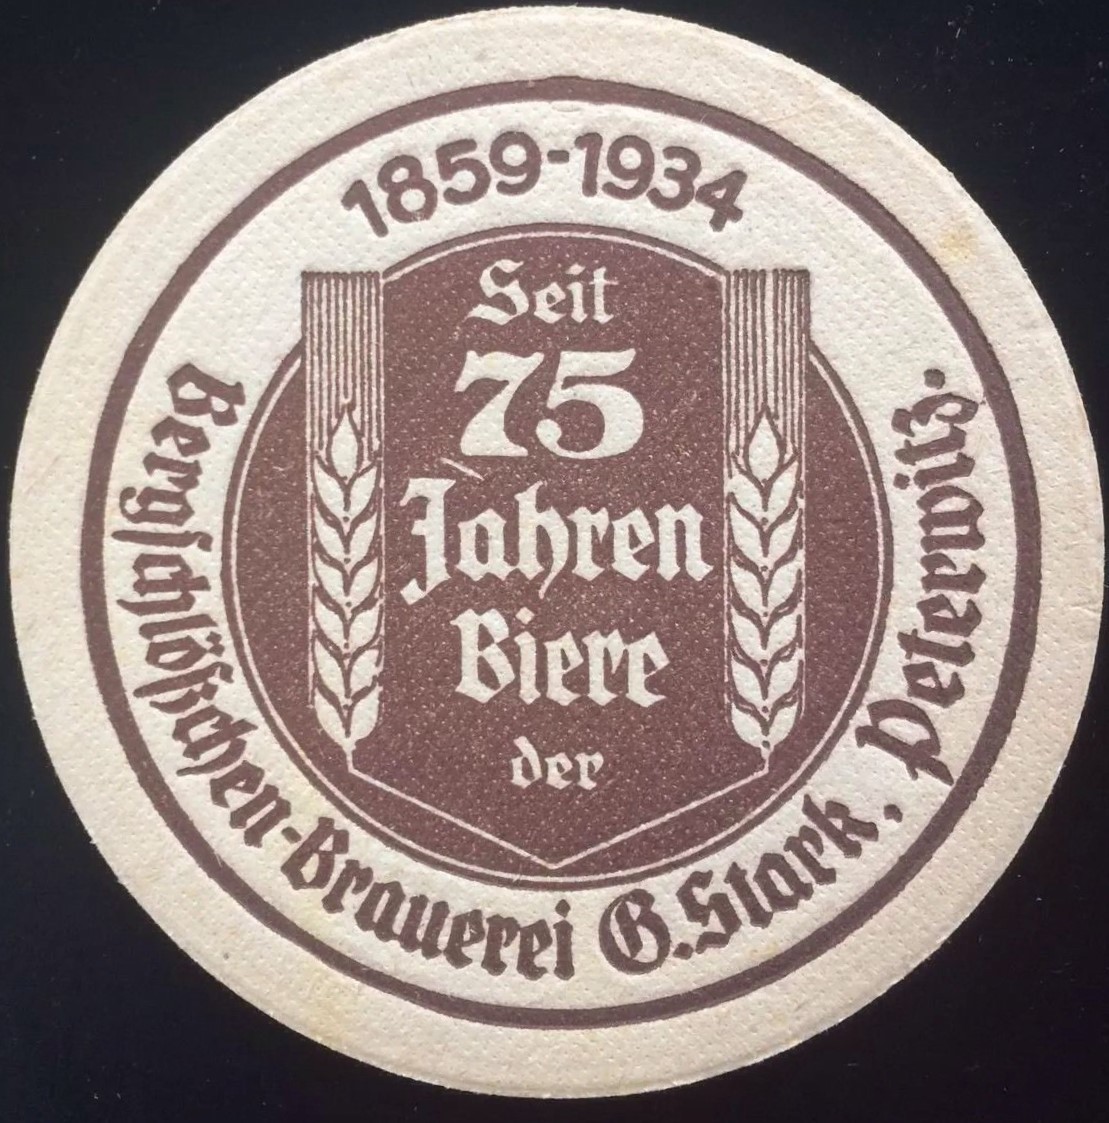 1859-1934
Seit
75
Jahren
Biere
der
Bergschlößchen-Brauerei G. Stark. Peterwitz.